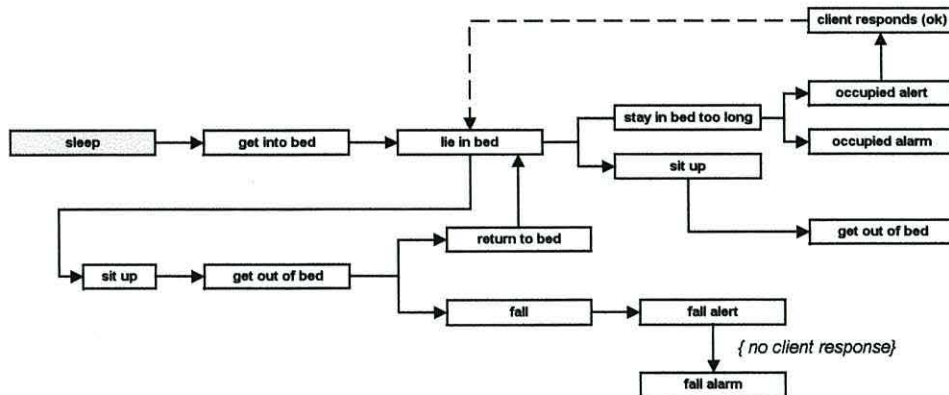 client responds (ok)
occupied alert
stay in bed too long
sleep
get into bed
lie in bed
occupied alarm
sit up
return to bed
get out of bed
sit up
get out of bed
fall
fall alert
{ no client response}
fall alarm